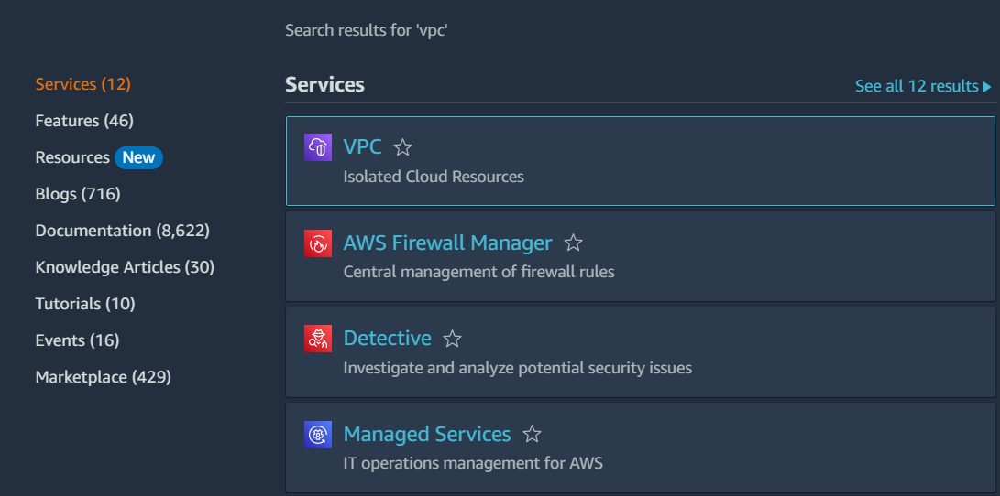 Search results for 'vpc'
Services (12)
Features (46)
Resources New
Blogs (716)
Documentation (8,622)
Knowledge Articles (30)
Tutorials (10)
Events (16)
Marketplace (429)
Services
See all 12 results
VPC
Isolated Cloud Resources
AWS Firewall Manager
Central management of firewall rules
Detective
Investigate and analyze potential security issues
Managed Services
IT operations management for AWS